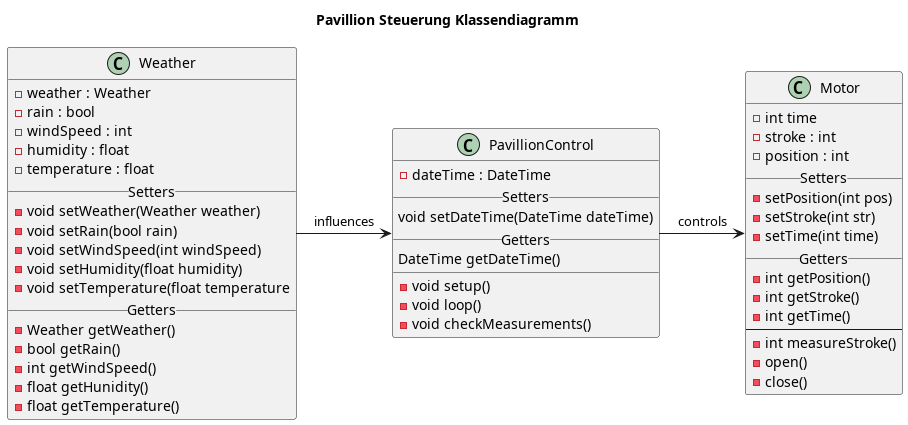 Pavillion Steuerung Klassendiagramm
C Weather
weather : Weather
rain : bool
windSpeed : int
humidity : float
temperature : float
Setters
void setWeather(Weather weather)
void setRain(bool rain)
void setWindSpeed(int windSpeed)
void setHumidity(float humidity)
void setTemperature(float temperature
Getters
Weather getWeather()
bool getRain()
int getWindSpeed()
float getHunidity()
float getTemperature()
influences
C PavillionControl
dateTime : DateTime
Setters
void setDateTime(DateTime dateTime)
Getters
DateTime getDateTime()
void setup()
void loop()
void checkMeasurements()
controls
C Motor
int time
stroke : int
position : int
Setters
setPosition(int pos)
setStroke(int str)
setTime(int time)
Getters
int getPosition()
int getStroke()
int getTime()
int measureStroke()
open()
close()